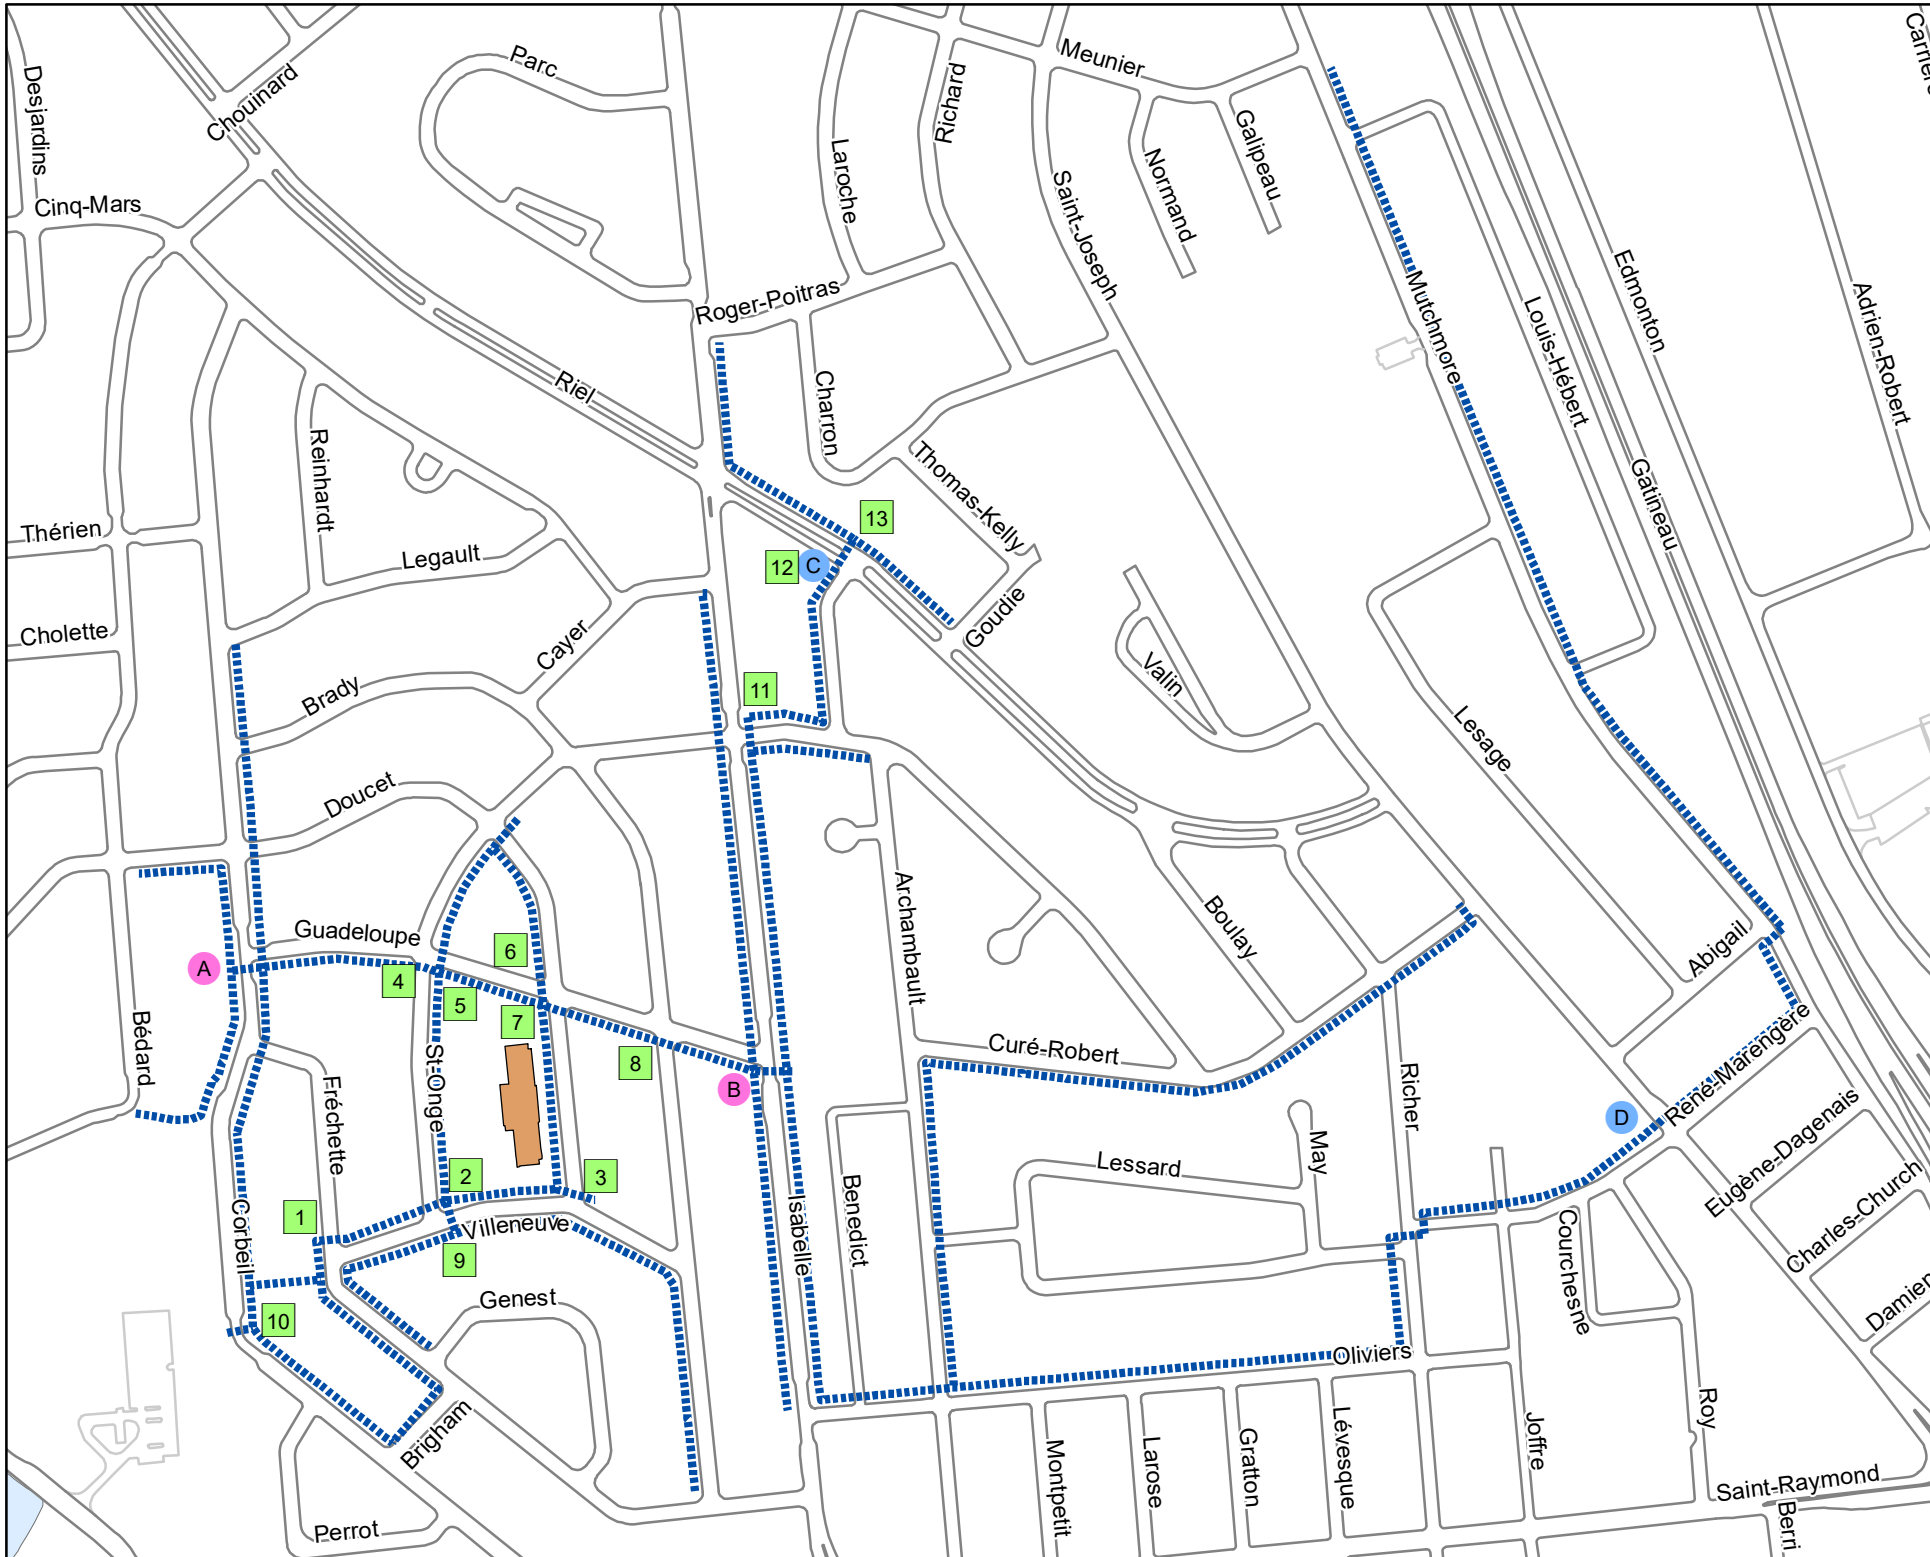 Parc
Meunier
Carrière
Desjardins
Chouinard
Richard
Galipeau
Laroche
Normand
Saint-Joseph
Cinq-Mars
Edmonton
Roger-Poitras
Mutchmore
Louis-Hébert
Adrien-Robert
Riel
Charron
Reinhardt
Thomas-Kelly
Gatineau
13
Thérien
Legault
12
C
Goudie
Cholette
Cayer
Valin
Brady
11
Lesage
Doucet
Archambault
Boulay
Guadeloupe
6
Abigail
A
4
5
7
Bédard
St-Onge
8
Curé-Robert
René-Marengère
B
Fréchette
Richer
D
Eugène-Dagenais
May
Lessard
2
3
Charles-Church
1
Corbeil
Villeneuve
Isabelle
Benedict
Courchesne
9
Damien
Genest
10
Oliviers
Brigham
Roy
Joffre
Montpetit
Larose
Gratton
Lévesque
Saint-Raymond
Perrot
Berri